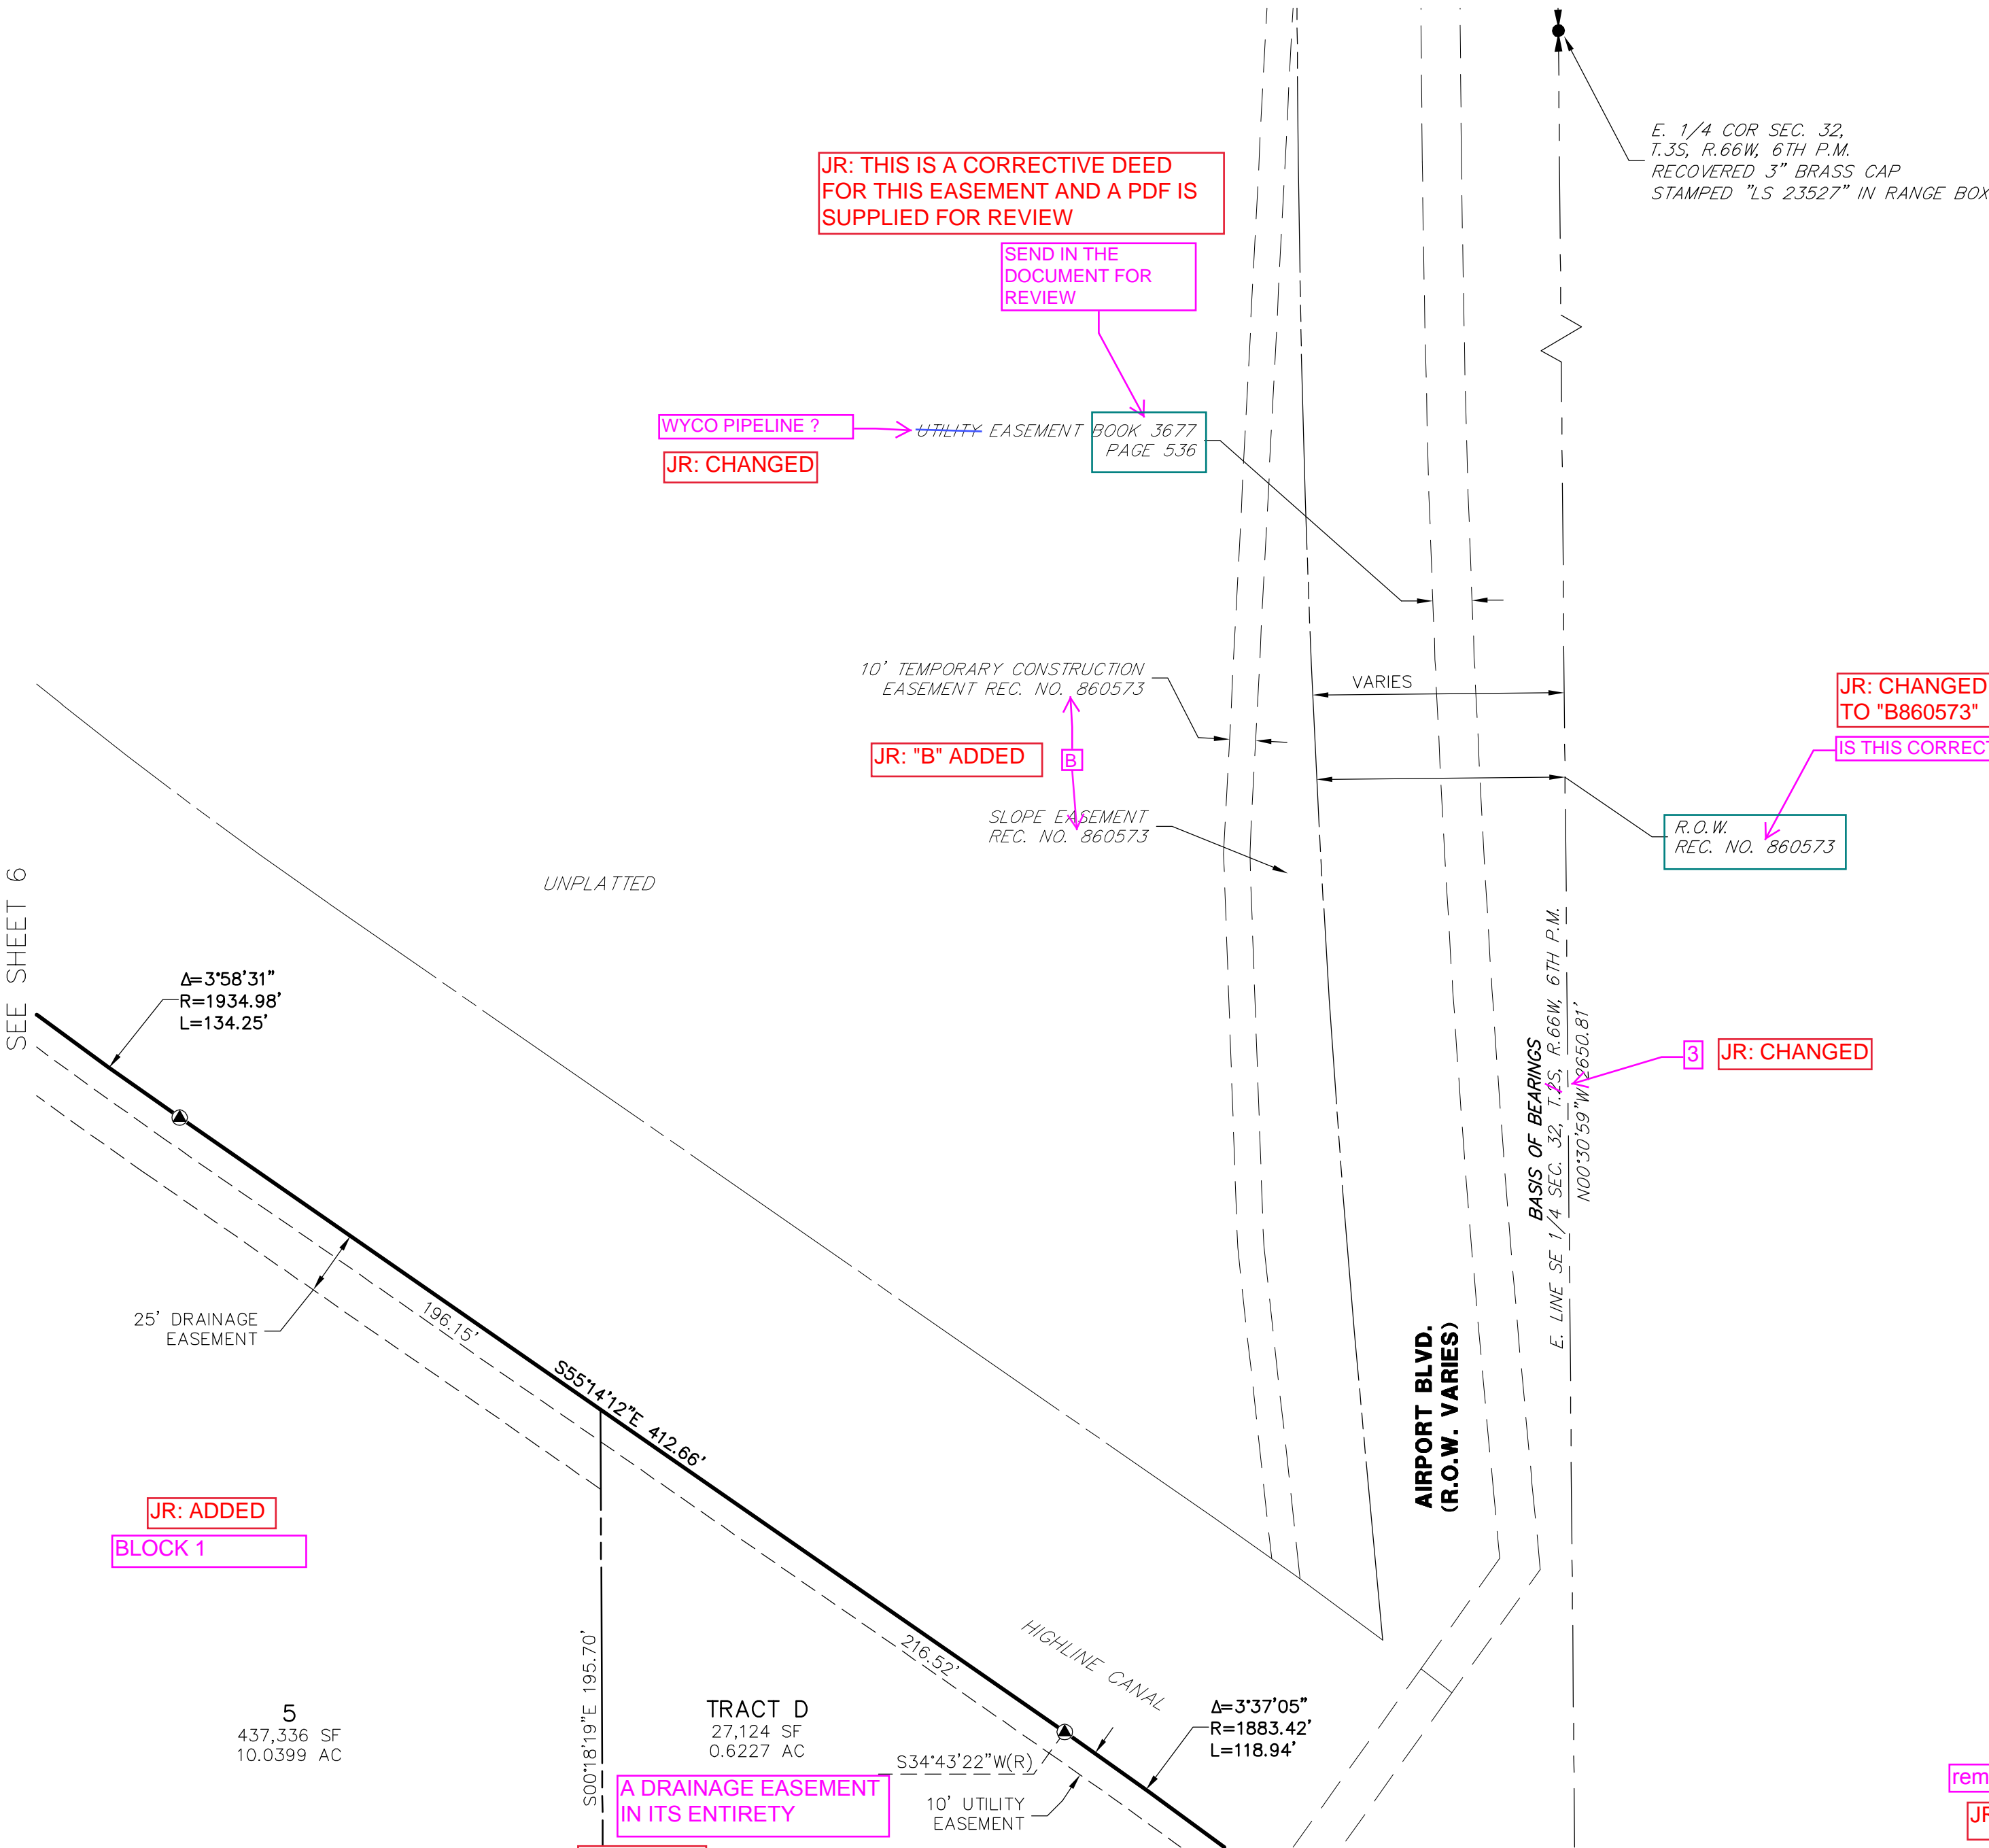 E. 1/4 COR SEC. 32,
T.3S, R.66W, 6TH P.M.
RECOVERED 3" BRASS CAP
STAMPED "LS 23527" IN RANGE BOX
JR: THIS IS A CORRECTIVE DEED
FOR THIS EASEMENT AND A PDF IS
SUPPLIED FOR REVIEW
SEND IN THE
DOCUMENT FOR
REVIEW
WYCO PIPELINE ?
UTILITY EASEMENT BOOK 3677
PAGE 536
JR: CHANGED
10' TEMPORARY CONSTRUCTION
EASEMENT REC. NO. 860573
VARIES
JR: CHANGED
TO "B860573"
IS THIS CORRECT
JR: "B" ADDED
B
SLOPE EASEMENT
REC. NO. 860573
R.O.W.
REC. NO. 860573
UNPLATTED
SEE SHEET 6
Δ=3°58'31"
R=1934.98'
L=134.25'
BASIS OF BEARINGS
E. LINE SE 1/4 SEC. 32, T.2S, R.66W, 6TH P.M.
N00°30'59"W 2650.81'
3
JR: CHANGED
25' DRAINAGE
EASEMENT
196.15'
S55°14'12"E 412.66'
AIRPORT BLVD.
(R.O.W. VARIES)
JR: ADDED
BLOCK 1
5
437,336 SF
10.0399 AC
S00°18'19"E 195.70'
TRACT D
27,124 SF
0.6227 AC
A DRAINAGE EASEMENT
IN ITS ENTIRETY
216.52'
HIGHLINE CANAL
S34°43'22"W(R)
10' UTILITY
EASEMENT
Δ=3°37'05"
R=1883.42'
L=118.94'
rem
JR